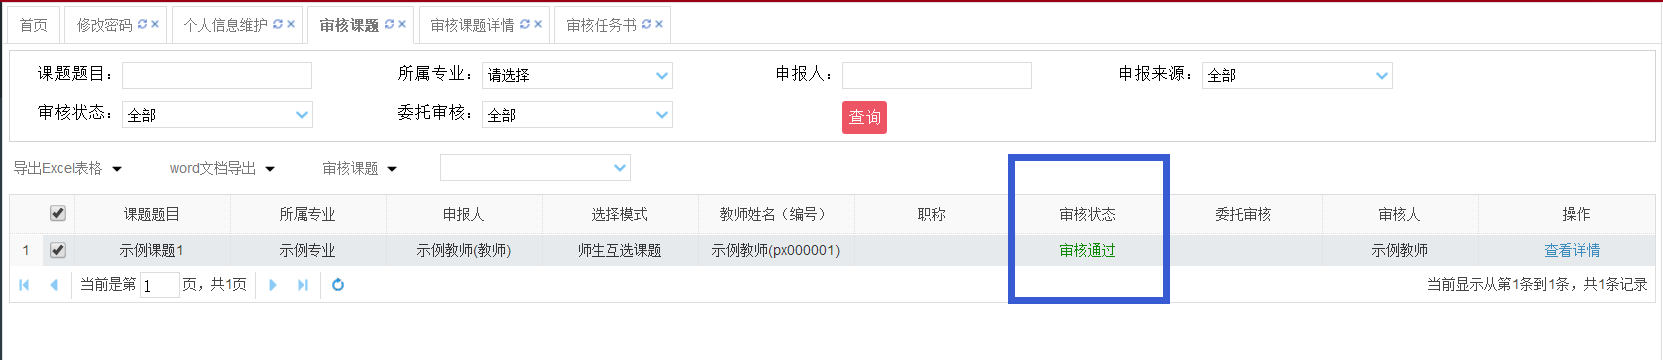 首页 修改密码 个人信息维护 审核课题 审核课题详情 审核任务书
课题题目： 所属专业： 请选择 申报人： 申报来源： 全部
审核状态： 全部 委托审核： 全部 查询
导出Excel表格 word文档导出 审核课题
课题题目 所属专业 申报人 选择模式 教师姓名（编号） 职称 审核状态 委托审核 审核人 操作
1 示例课题1 示例专业 示例教师(教师) 师生互选课题 示例教师(px000001) 审核通过 示例教师 查看详情
当前是第 1 页，共1页 当前显示从第1条到1条，共1条记录